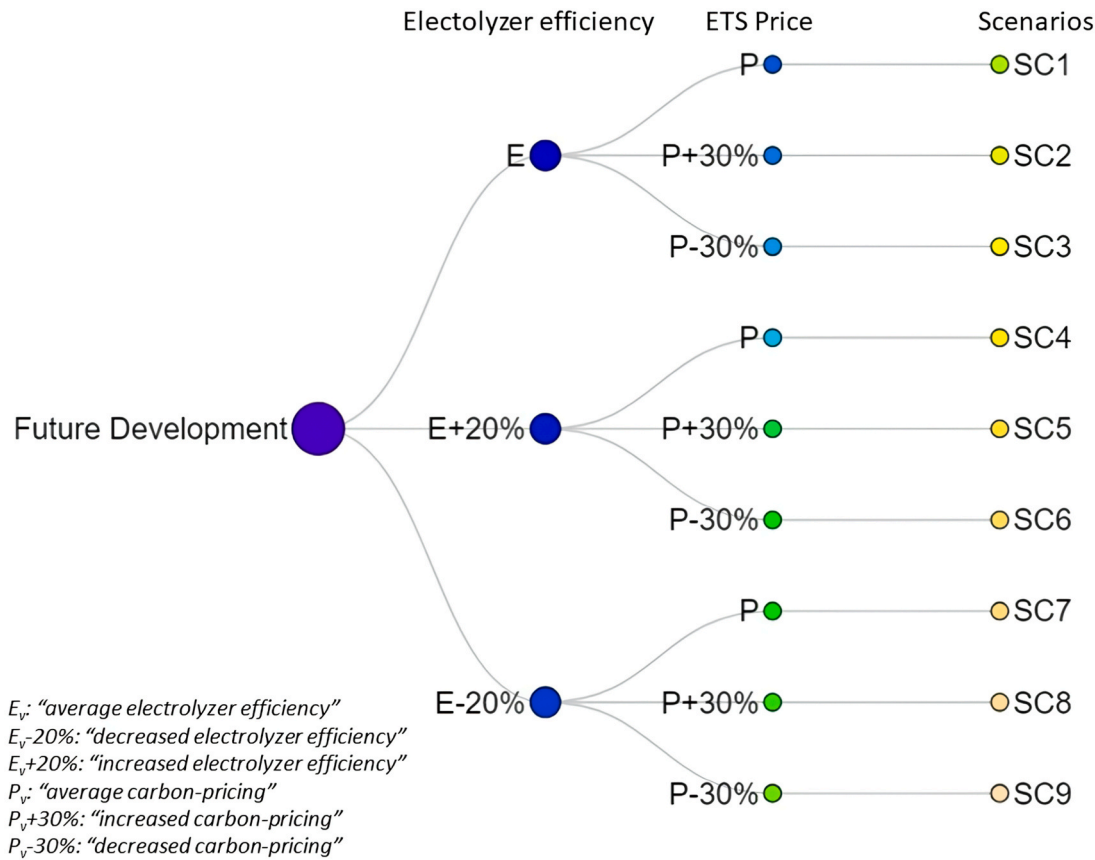 Electolyzer efficiency ETS Price Scenarios
P SC1
E P+30% SC2
P-30% SC3
P SC4
Future Development E+20% P+30% SC5
P-30% SC6
P SC7
E-20% P+30% SC8
P-30% SC9
Ev: “average electrolyzer efficiency”
Ev-20%: “decreased electrolyzer efficiency”
Ev+20%: “increased electrolyzer efficiency”
Pv: “average carbon-pricing”
Pv+30%: “increased carbon-pricing”
Pv-30%: “decreased carbon-pricing”